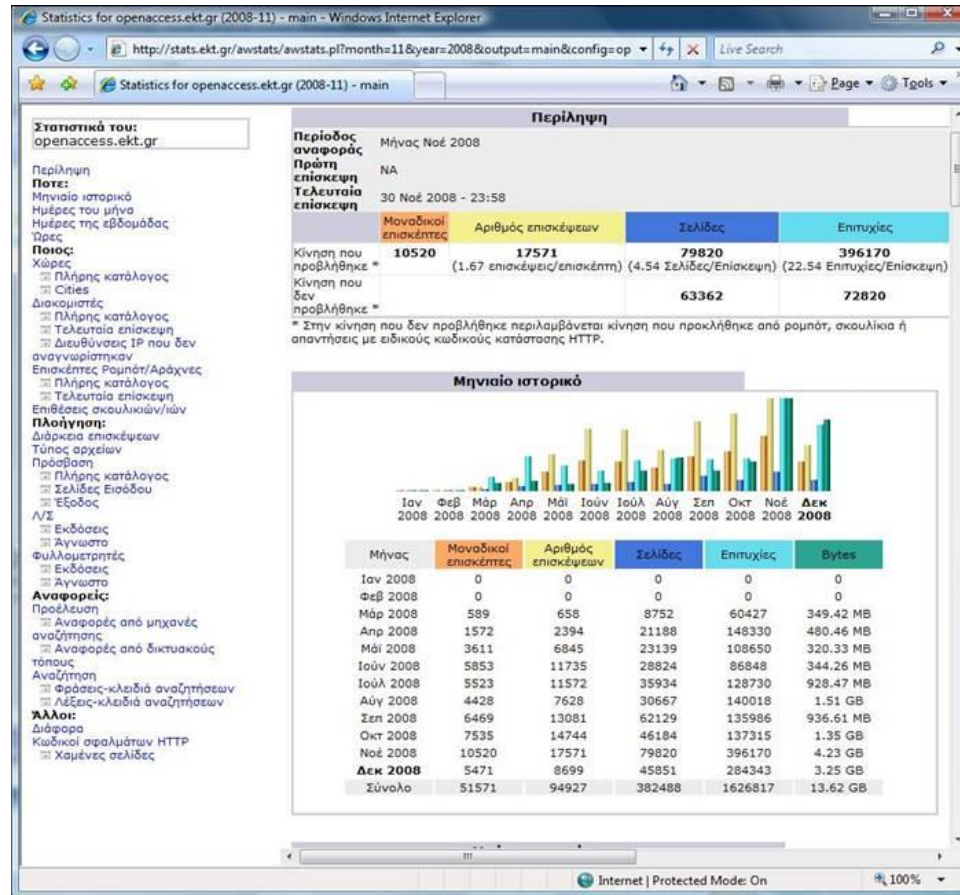 Statistics for openaccess.ekt.gr (2008-11) - main - Windows Internet Explorer
http://stats.ekt.gr/awstats/awstats.pl?month=11&year=2008&output=main&config=op
Live Search
Statistics for openaccess.ekt.gr (2008-11) - main
Page
Tools
Στατιστικά του:
openaccess.ekt.gr
Περίληψη
Ποτε:
Μηνιαίο ιστορικό
Ημέρες του μήνα
Ημέρες της εβδομάδας
Ώρες
Ποιος:
Χώρες
Πλήρης κατάλογος
Cities
Διακομιστές
Πλήρης κατάλογος
Τελευταία επίσκεψη
Διευθύνσεις IP που δεν
αναγνωρίστηκαν
Επισκέπτες Ρομπότ/Αράχνες
Πλήρης κατάλογος
Τελευταία επίσκεψη
Επιθέσεις σκουλικιών/ιών
Πλοήγηση:
Διάρκεια επισκέψεων
Τύπος αρχείων
Πρόσβαση
Πλήρης κατάλογος
Σελίδες Εισόδου
Έξοδος
Λ/Σ
Εκδόσεις
Άγνωστο
Φυλλομετρητές
Εκδόσεις
Άγνωστο
Αναφορείς:
Προέλευση
Αναφορές από μηχανές
αναζήτησης
Αναφορές από δικτυακούς
τόπους
Αναζήτηση
Φράσεις-κλειδιά αναζητήσεων
Λέξεις-κλειδιά αναζητήσεων
Άλλοι:
Διάφορα
Κωδικοί σφαλμάτων HTTP
Χαμένες σελίδες
Περίληψη
Περίοδος αναφοράς Μήνας Νοέ 2008
Πρώτη επίσκεψη NA
Τελευταία επίσκεψη 30 Νοέ 2008 - 23:58
Μοναδικοί επισκέπτες Αριθμός επισκέψεων Σελίδες Επιτυχίες
Κίνηση που προβλήθηκε * 10520 17571 79820 396170
(1.67 επισκέψεις/επισκέπτη) (4.54 Σελίδες/Επίσκεψη) (22.54 Επιτυχίες/Επίσκεψη)
Κίνηση που δεν προβλήθηκε * 63362 72820
* Στην κίνηση που δεν προβλήθηκε περιλαμβάνεται κίνηση που προκλήθηκε από ρομπότ, σκουλίκια ή
απαντήσεις με ειδικούς κωδικούς κατάστασης HTTP.
Μηνιαίο ιστορικό
Ιαν Φεβ Μάρ Απρ Μάϊ Ιούν Ιούλ Αύγ Σεπ Οκτ Νοέ Δεκ
2008 2008 2008 2008 2008 2008 2008 2008 2008 2008 2008 2008
Μήνας Μοναδικοί επισκέπτες Αριθμός επισκέψεων Σελίδες Επιτυχίες Bytes
Ιαν 2008 0 0 0 0 0
Φεβ 2008 0 0 0 0 0
Μάρ 2008 589 658 8752 60427 349.42 MB
Απρ 2008 1572 2394 21188 148330 480.46 MB
Μάϊ 2008 3611 6845 23139 108650 320.33 MB
Ιούν 2008 5853 11735 28824 86848 344.26 MB
Ιούλ 2008 5523 11572 35934 128730 928.47 MB
Αύγ 2008 4428 7628 30667 140018 1.51 GB
Σεπ 2008 6469 13081 62129 135986 936.61 MB
Οκτ 2008 7535 14744 46184 137315 1.35 GB
Νοέ 2008 10520 17571 79820 396170 4.23 GB
Δεκ 2008 5471 8699 45851 284343 3.25 GB
Σύνολο 51571 94927 382488 1626817 13.62 GB
Internet | Protected Mode: On
100%